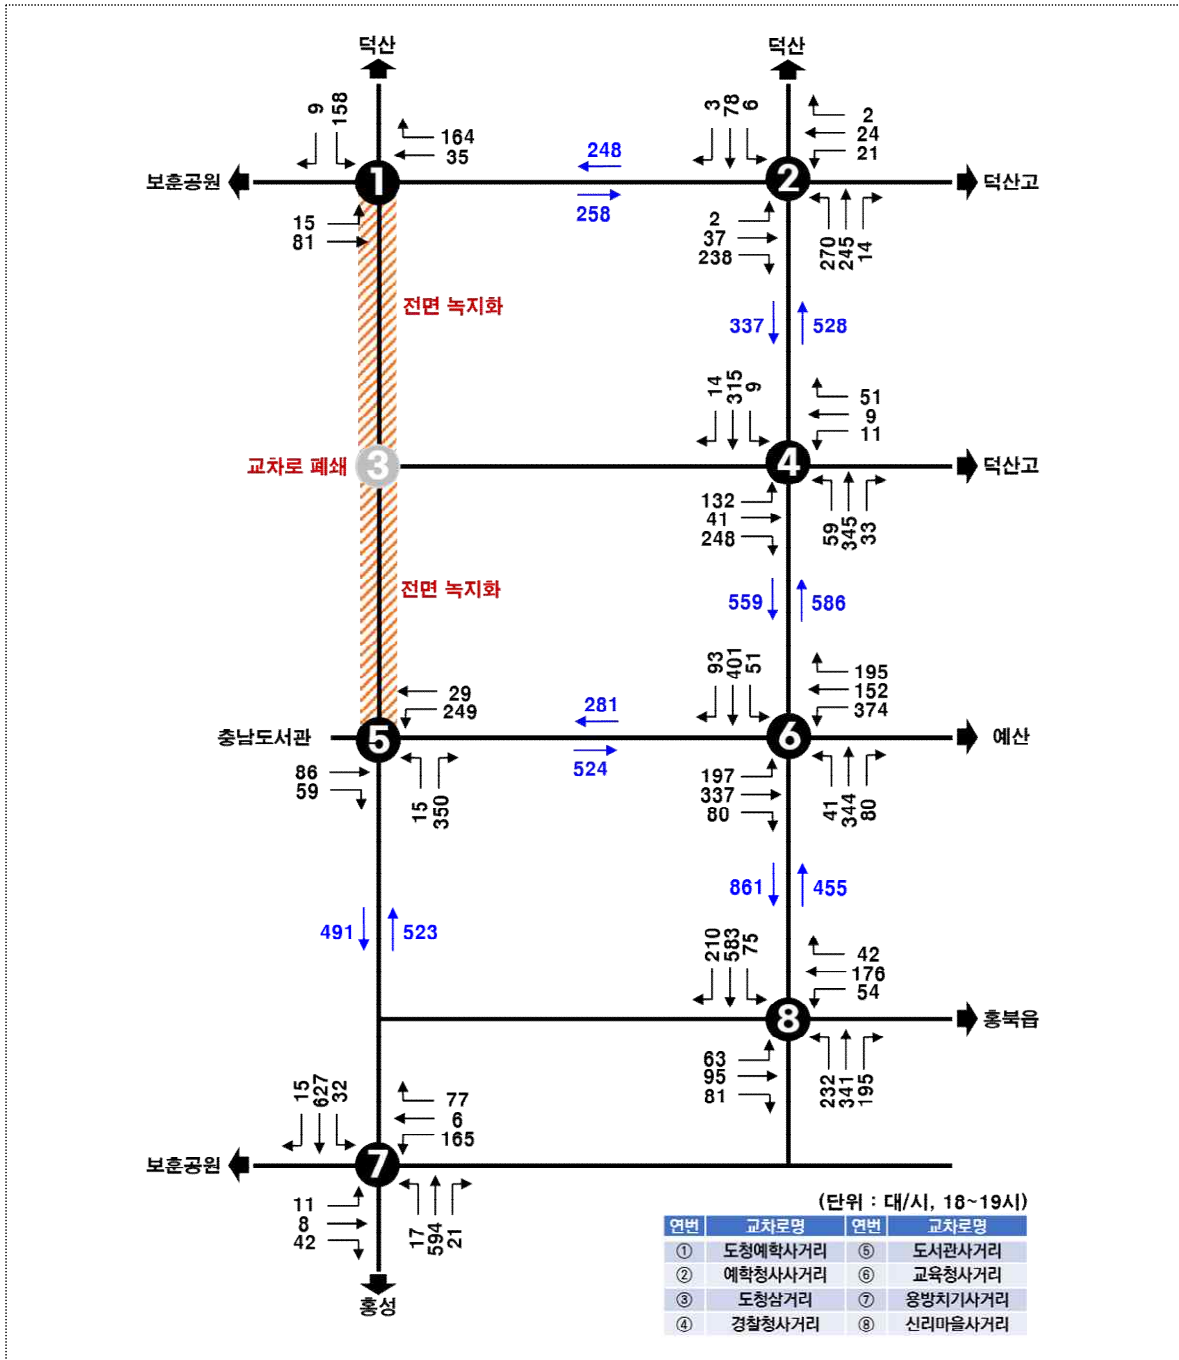 덕산
덕산
9 158
164
35
3 78 6
2
24
21
보훈공원
1
248
258
2
덕산고
15
81
2
37
238
270 245 14
전면 녹지화
337
528
14 315 9
51
9
11
교차로 폐쇄
3
4
덕산고
132
41
248
59 345 33
전면 녹지화
559
586
93 401 51
195
152
374
29
249
281
524
충남도서관
5
6
예산
86
59
15 350
197
337
80
41 344 80
861
455
491
523
210 583 75
42
176
54
8
홍북읍
63
95
81
232 341 195
15 627 32
77
6
165
보훈공원
7
11
8
42
17 594 21
홍성
(단위 : 대/시, 18~19시)
연번 교차로명 연번 교차로명
① 도청예학사거리 ⑤ 도서관사거리
② 예학청사사거리 ⑥ 교육청사거리
③ 도청삼거리 ⑦ 용방치기사거리
④ 경찰청사거리 ⑧ 신리마을사거리